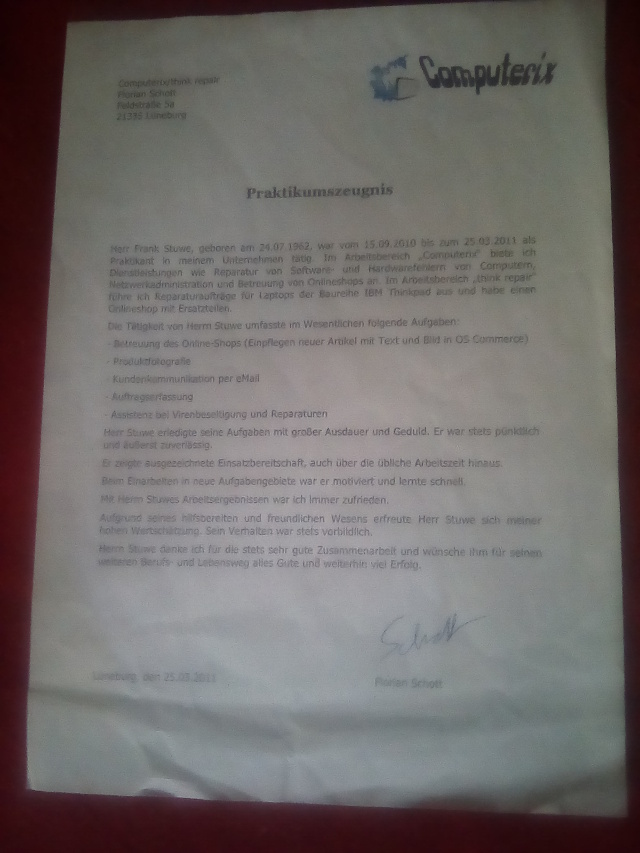 Computerix
Computerix/think repair
Florian Schott
Feldstraße 5a
21335 Lüneburg
Praktikumszeugnis
Herr Frank Stuwe, geboren am 24.07.1962, war vom 15.09.2010 bis zum 25.03.2011 als
Praktikant in meinem Unternehmen tätig. Im Arbeitsbereich „Computerix" biete ich
Dienstleistungen wie Reparatur von Software- und Hardwarefehlern von Computern,
Netzwerkadministration und Betreuung von Onlineshops an. Im Arbeitsbereich „think repair"
führe ich Reparaturaufträge für Laptops der Baureihe IBM Thinkpad aus und habe einen
Onlineshop mit Ersatzteilen.
Die Tätigkeit von Herrn Stuwe umfasste im Wesentlichen folgende Aufgaben:
- Betreuung des Online-Shops (Einpflegen neuer Artikel mit Text und Bild in OS Commerce)
- Produktfotografie
- Kundenkommunikation per eMail
- Auftragserfassung
- Assistenz bei Virenbeseitigung und Reparaturen
Herr Stuwe erledigte seine Aufgaben mit großer Ausdauer und Geduld. Er war stets pünktlich
und äußerst zuverlässig.
Er zeigte ausgezeichnete Einsatzbereitschaft, auch über die übliche Arbeitszeit hinaus.
Beim Einarbeiten in neue Aufgabengebiete war er motiviert und lernte schnell.
Mit Herrn Stuwes Arbeitsergebnissen war ich immer zufrieden.
Aufgrund seines hilfsbereiten und freundlichen Wesens erfreute Herr Stuwe sich meiner
hohen Wertschätzung. Sein Verhalten war stets vorbildlich.
Herrn Stuwe danke ich für die stets sehr gute Zusammenarbeit und wünsche ihm für seinen
weiteren Berufs- und Lebensweg alles Gute und weiterhin viel Erfolg.
Schott
Lüneburg, den 25.03.2011
Florian Schott